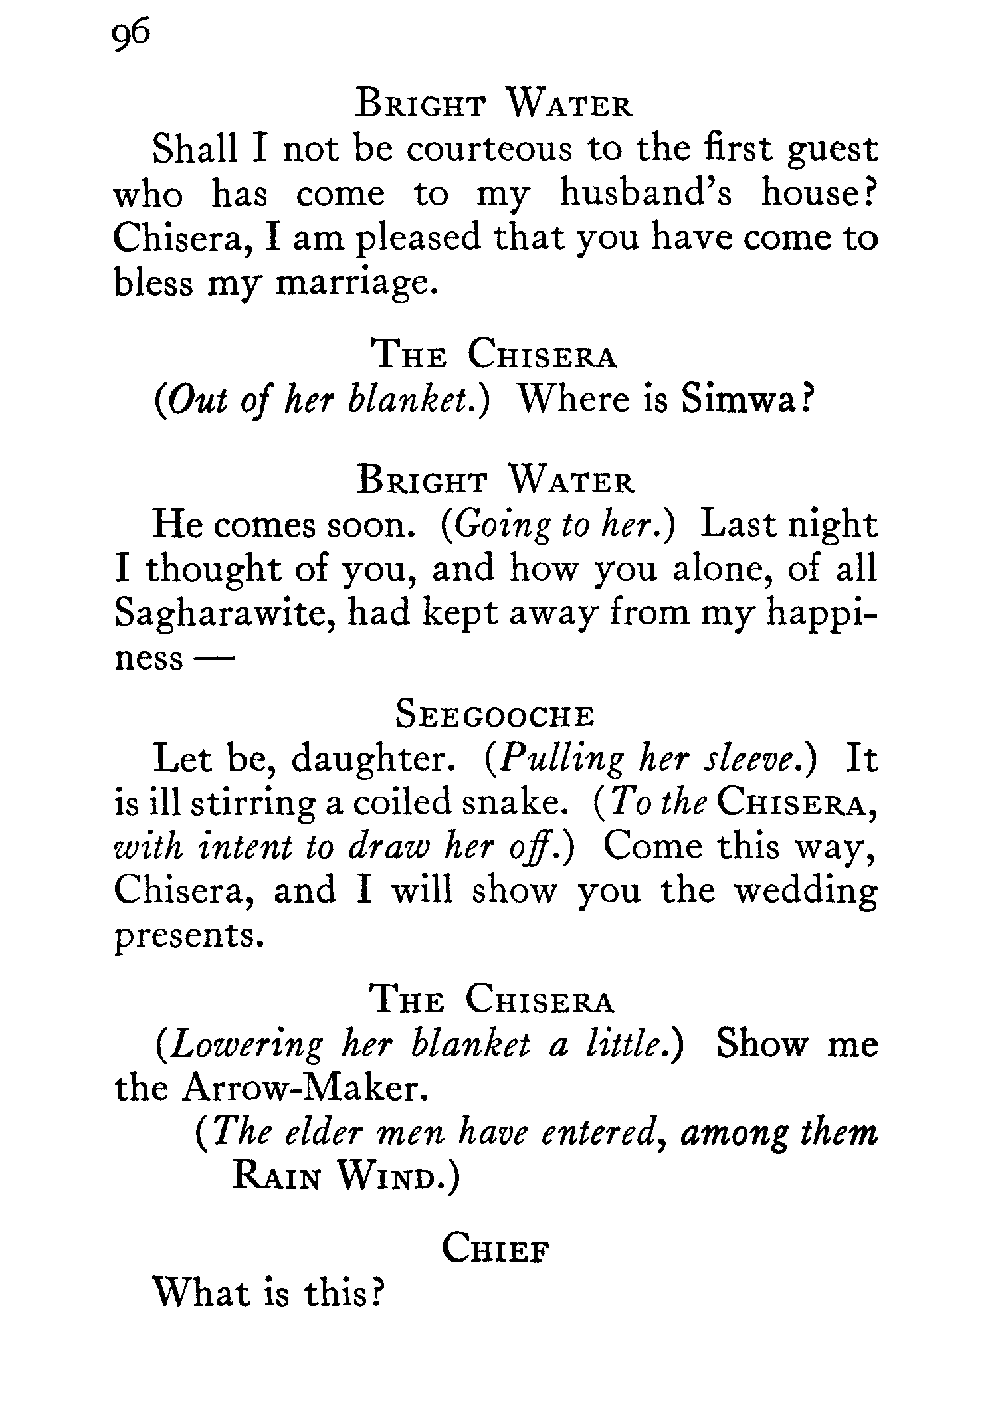 96
BRIGHT WATER
Shall I not be courteous to the first guest
who has come to my husband's house?
Chisera, I am pleased that you have come to
bless my marriage.
THE CHISERA
(Out of her blanket.) Where is Simwa?
BRIGHT WATER
He comes soon. (Going to her.) Last night
I thought of you, and how you alone, of all
Sagharawite, had kept away from my happi-
ness —
SEEGOOCHE
Let be, daughter. (Pulling her sleeve.) It
is ill stirring a coiled snake. (To the CHISERA,
with intent to draw her off.) Come this way,
Chisera, and I will show you the wedding
presents.
THE CHISERA
(Lowering her blanket a little.) Show me
the Arrow-Maker.
(The elder men have entered, among them
RAIN WIND.)
CHIEF
What is this?